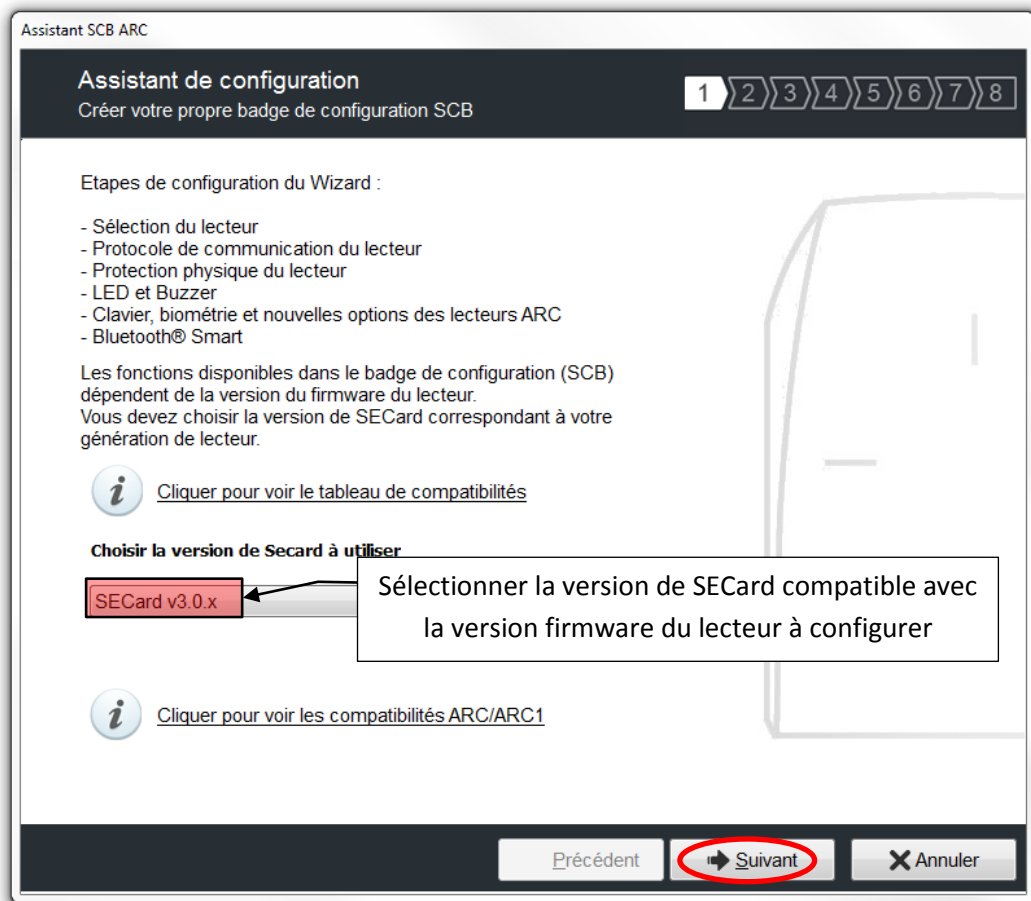 Assistant SCB ARC
Assistant de configuration
Créer votre propre badge de configuration SCB
1 2 3 4 5 6 7 8
Etapes de configuration du Wizard :
- Sélection du lecteur
- Protocole de communication du lecteur
- Protection physique du lecteur
- LED et Buzzer
- Clavier, biométrie et nouvelles options des lecteurs ARC
- Bluetooth® Smart
Les fonctions disponibles dans le badge de configuration (SCB)
dépendent de la version du firmware du lecteur.
Vous devez choisir la version de SECard correspondant à votre
génération de lecteur.
i Cliquer pour voir le tableau de compatibilités
Choisir la version de Secard à utiliser
SECard v3.0.x
Sélectionner la version de SECard compatible avec
la version firmware du lecteur à configurer
i Cliquer pour voir les compatibilités ARC/ARC1
Précédent Suivant Annuler